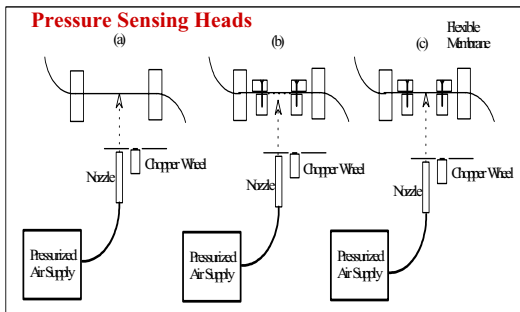 Pressure Sensing Heads
(a)
(b)
(c)
Flexible
Membrane
Chopper Wheel
Nozzle
Pressurized
Air Supply
Chopper Wheel
Nozzle
Pressurized
Air Supply
Chopper Wheel
Nozzle
Pressurized
Air Supply